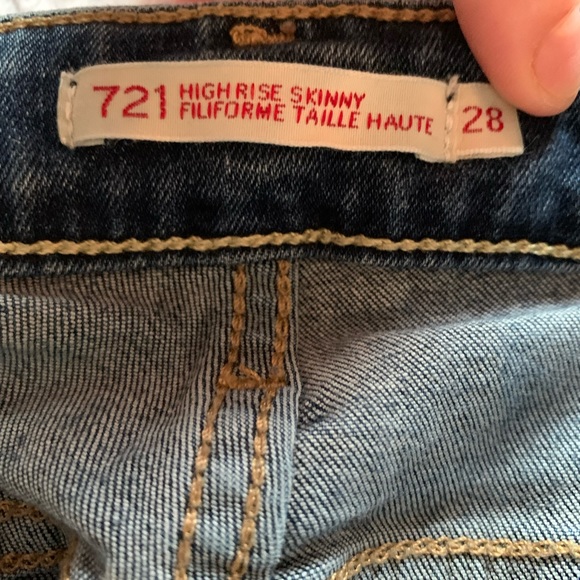 721 HIGH RISE SKINNY
FILIFORME TAILLE HAUTE
28